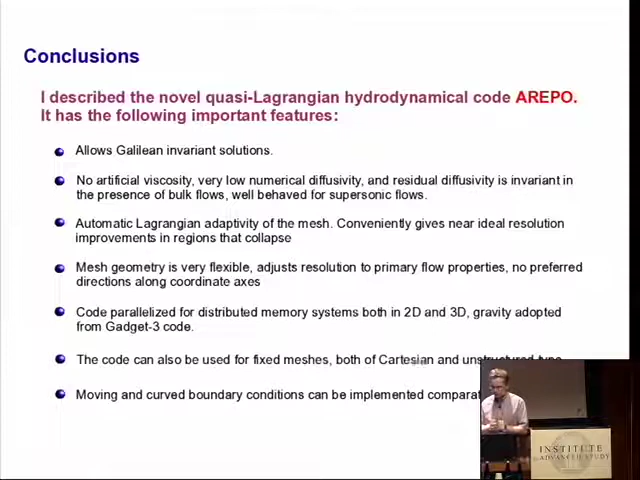 Conclusions
I described the novel quasi-Lagrangian hydrodynamical code AREPO.
It has the following important features:
Allows Galilean invariant solutions.
No artificial viscosity, very low numerical diffusivity, and residual diffusivity is invariant in
the presence of bulk flows, well behaved for supersonic flows.
Automatic Lagrangian adaptivity of the mesh. Conveniently gives near ideal resolution
improvements in regions that collapse
Mesh geometry is very flexible, adjusts resolution to primary flow properties, no preferred
directions along coordinate axes
Code parallelized for distributed memory systems both in 2D and 3D, gravity adopted
from Gadget-3 code.
The code can also be used for fixed meshes, both of Cartesian and unstructured type
Moving and curved boundary conditions can be implemented
INSTITUTE
ADVANCED STUDY